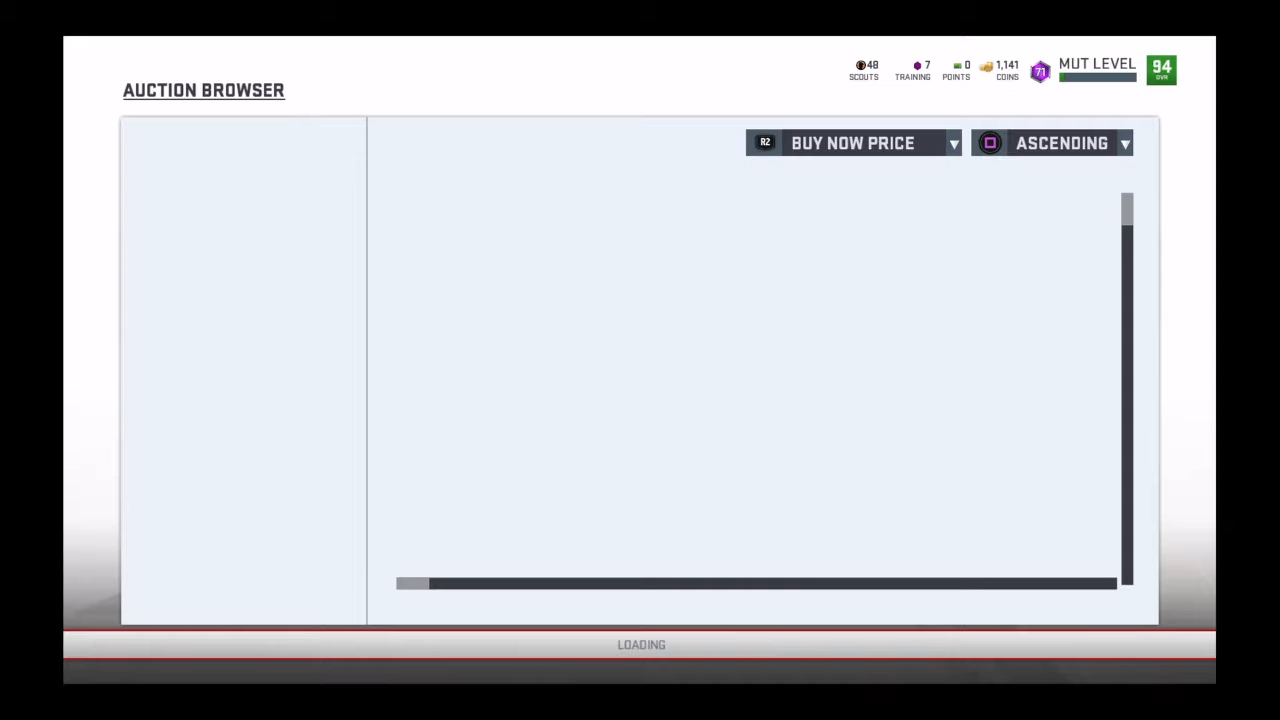 48 7 0 1,141
SCOUTS TRAINING POINTS COINS
71 MUT LEVEL 94
OVR
AUCTION BROWSER
R2 BUY NOW PRICE ASCENDING
LOADING